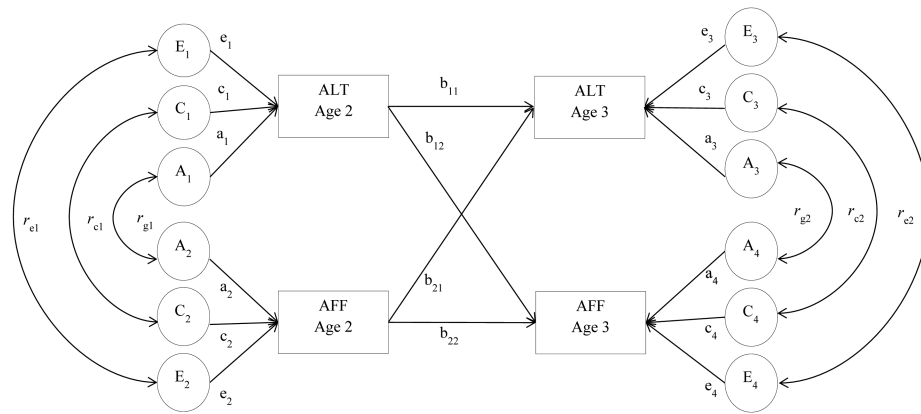 E1
e1
C1
c1
A1
a1
ALT
Age 2
b11
b12
ALT
Age 3
e3
E3
c3
C3
a3
A3
re1
rc1
rg1
rg2
rc2
re2
A2
a2
C2
c2
E2
e2
AFF
Age 2
b21
b22
AFF
Age 3
a4
A4
c4
C4
e4
E4